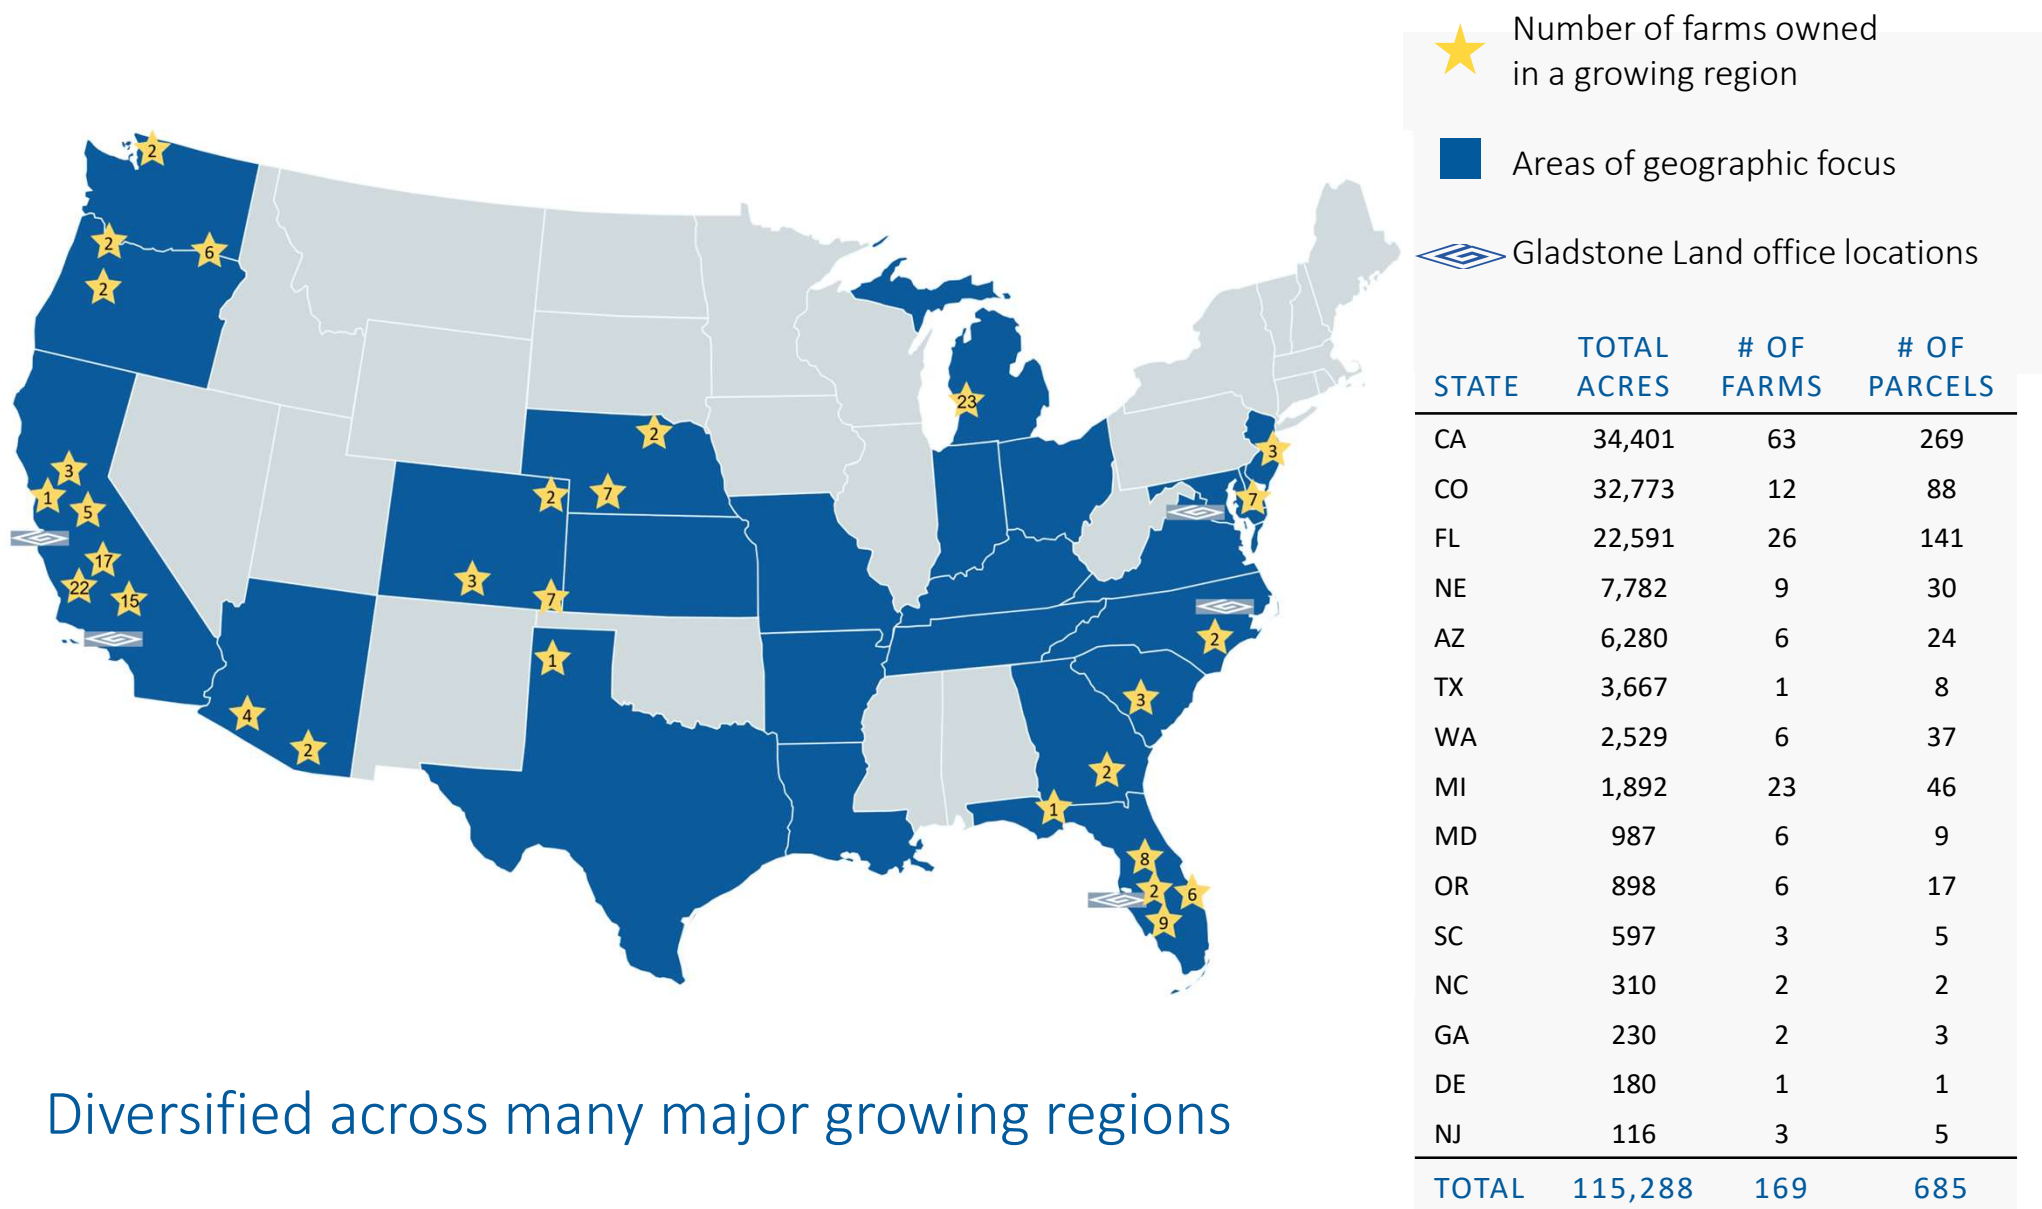 Number of farms owned
in a growing region
Areas of geographic focus
Gladstone Land office locations
2
2
6
2
3
1
5
17
22
15
4
2
2
7
2
3
7
1
23
3
7
2
3
2
1
8
2
6
9
STATE TOTAL ACRES # OF FARMS # OF PARCELS
CA 34,401 63 269
CO 32,773 12 88
FL 22,591 26 141
NE 7,782 9 30
AZ 6,280 6 24
TX 3,667 1 8
WA 2,529 6 37
MI 1,892 23 46
MD 987 6 9
OR 898 6 17
SC 597 3 5
NC 310 2 2
GA 230 2 3
DE 180 1 1
NJ 116 3 5
TOTAL 115,288 169 685
Diversified across many major growing regions